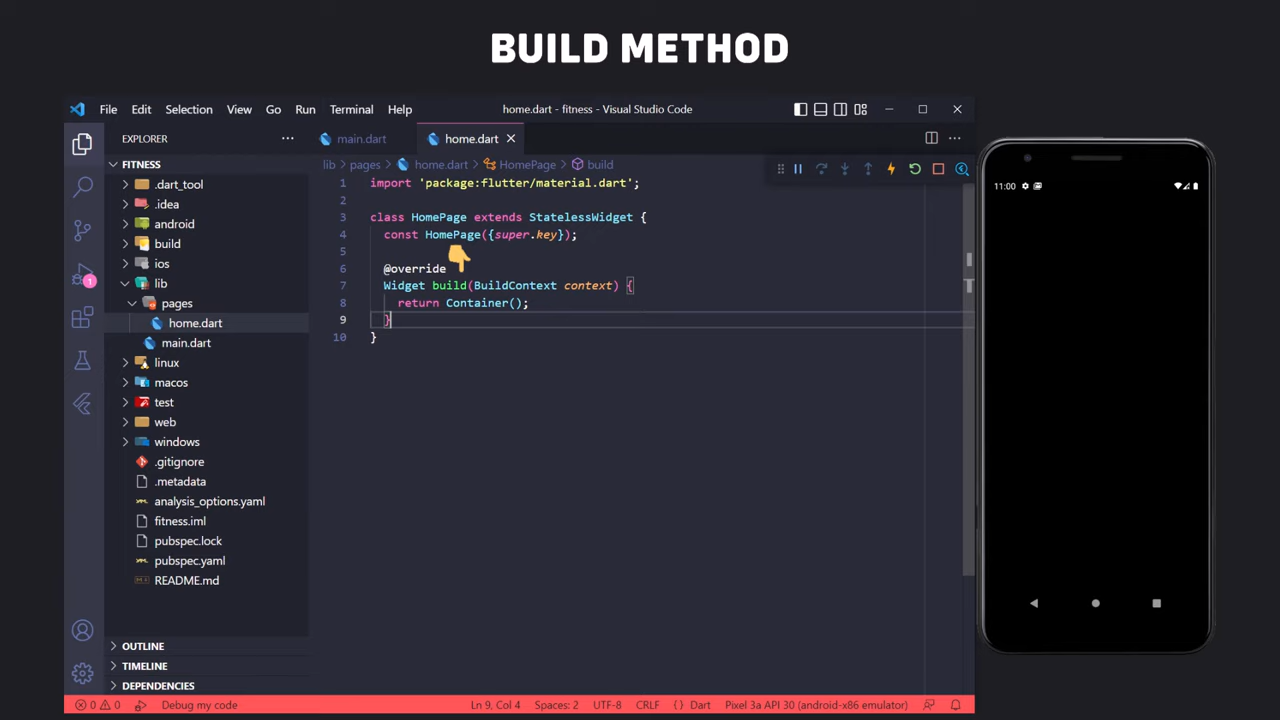 BUILD METHOD
File Edit Selection View Go Run Terminal Help
home.dart - fitness - Visual Studio Code
EXPLORER
main.dart
home.dart
FITNESS
lib > pages > home.dart > HomePage > build
.dart_tool
.idea
android
build
ios
lib
pages
home.dart
main.dart
linux
macos
test
web
windows
.gitignore
.metadata
analysis_options.yaml
fitness.iml
pubspec.lock
pubspec.yaml
README.md
OUTLINE
TIMELINE
DEPENDENCIES
1 import 'package:flutter/material.dart';
2
3 class HomePage extends StatelessWidget {
4 const HomePage({super.key});
5
6 @override
7 Widget build(BuildContext context) {
8 return Container();
9 }
10 }
1
11:00
0 0 Debug my code Ln 9, Col 4 Spaces: 2 UTF-8 CRLF { } Dart Pixel 3a API 30 (android-x86 emulator)